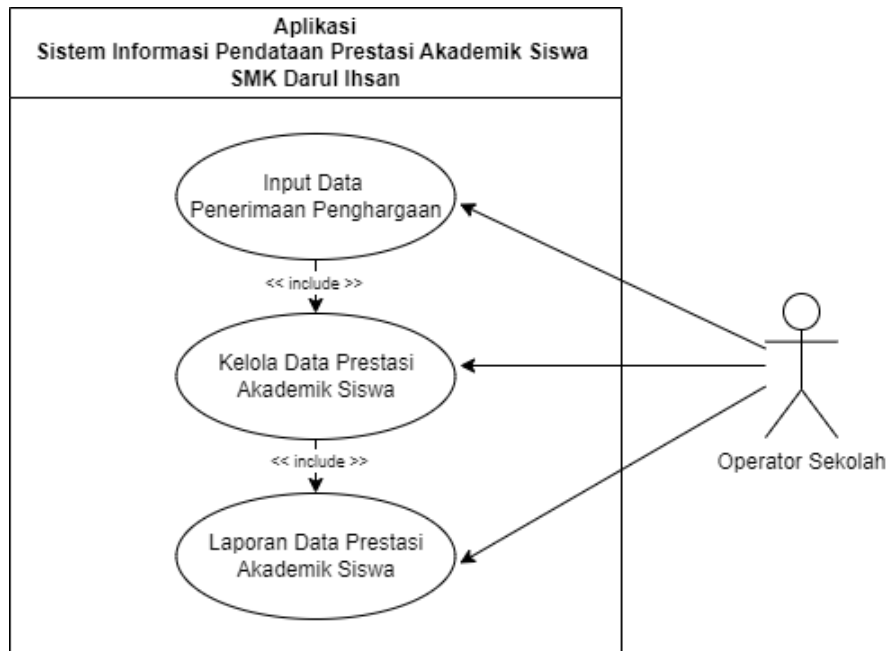 Aplikasi
Sistem Informasi Pendataan Prestasi Akademik Siswa
SMK Darul Ihsan
Input Data
Penerimaan Penghargaan
<< include >>
Kelola Data Prestasi
Akademik Siswa
<< include >>
Laporan Data Prestasi
Akademik Siswa
Operator Sekolah